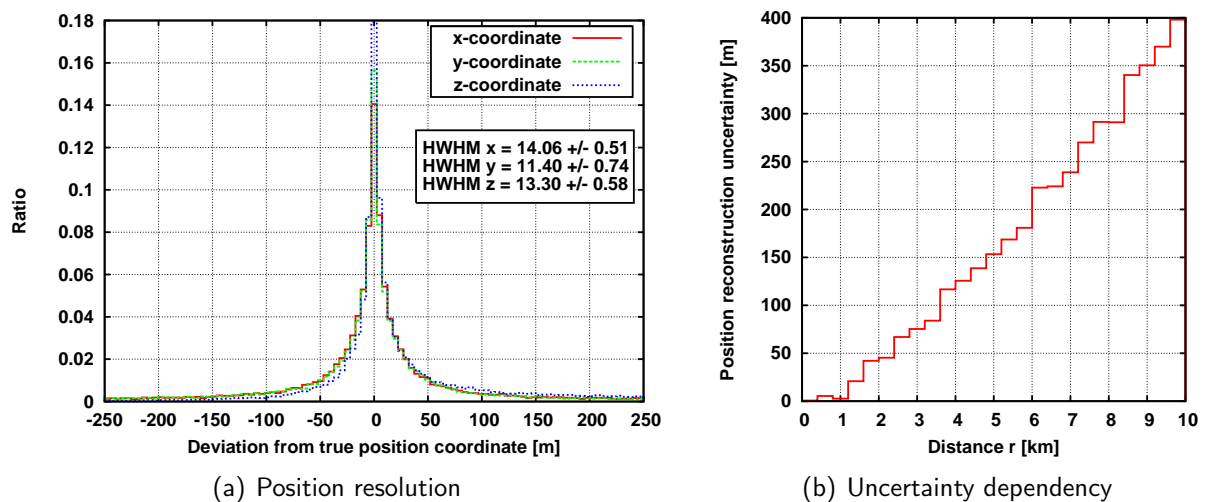 0.18
0.16
0.14
0.12
0.1
0.08
0.06
0.04
0.02
0
Ratio
x-coordinate
y-coordinate
z-coordinate
HWHM x = 14.06 +/- 0.51
HWHM y = 11.40 +/- 0.74
HWHM z = 13.30 +/- 0.58
-250 -200 -150 -100 -50 0 50 100 150 200 250
Deviation from true position coordinate [m]
(a) Position resolution
400
350
300
250
200
150
100
50
0
Position reconstruction uncertainty [m]
0 1 2 3 4 5 6 7 8 9 10
Distance r [km]
(b) Uncertainty dependency